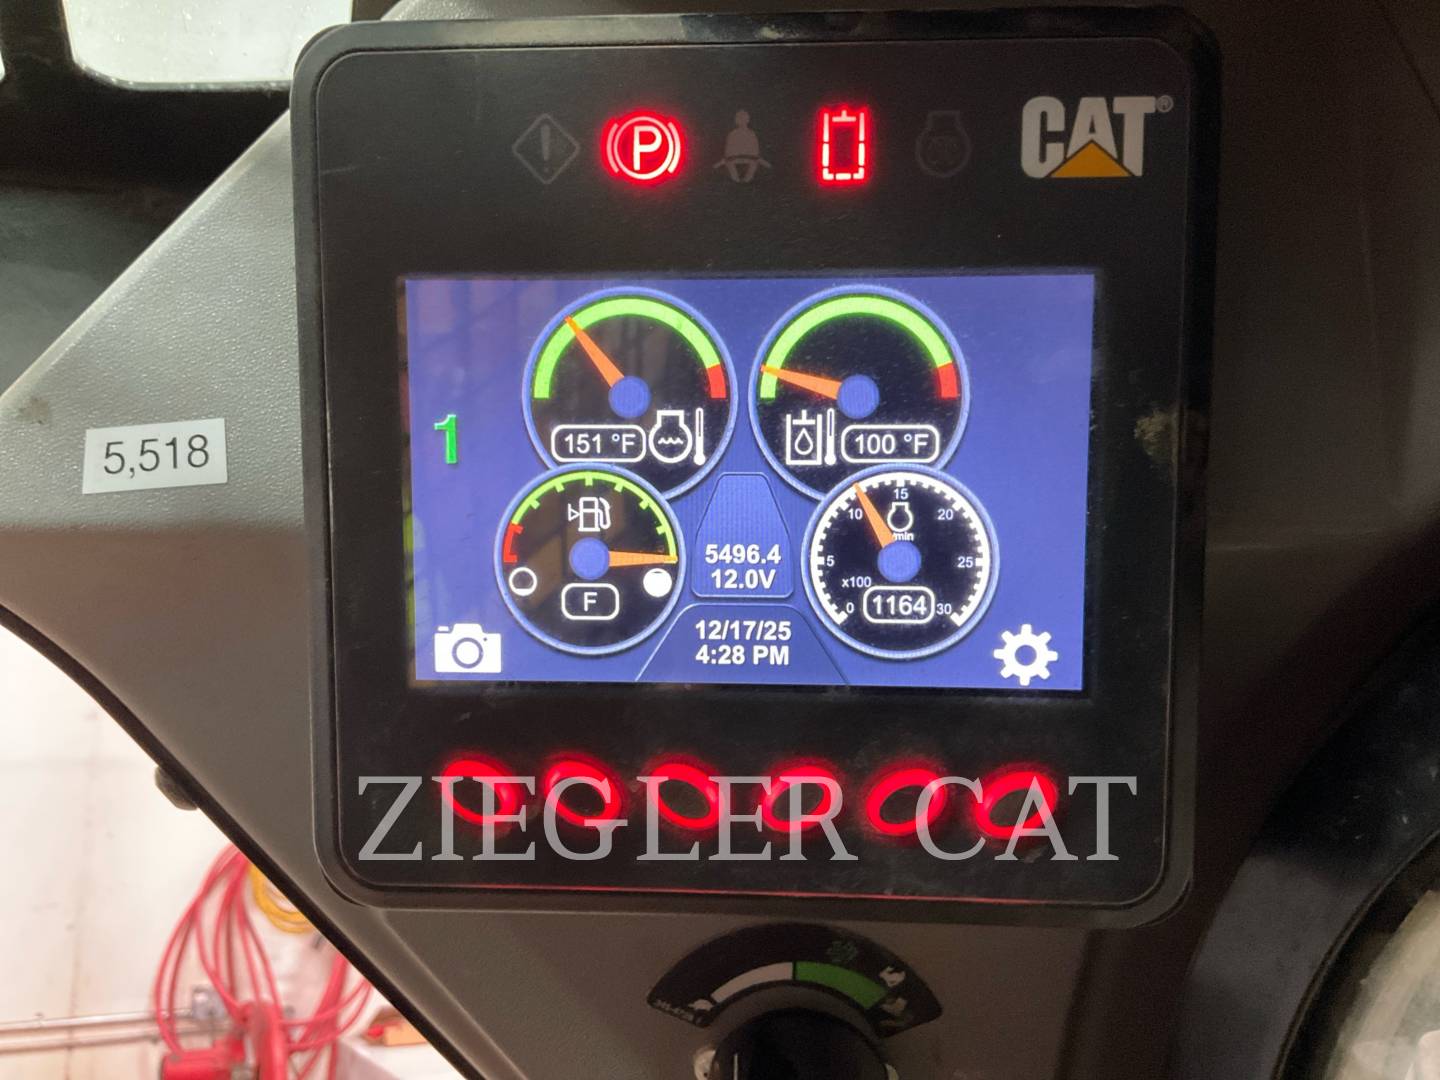 CAT®
P
5,518
1
151 °F
100 °F
F
5496.4
12.0V
12/17/25
4:28 PM
0
5
10
15
20
25
30
x100
min
1164
ZIEGLER CAT